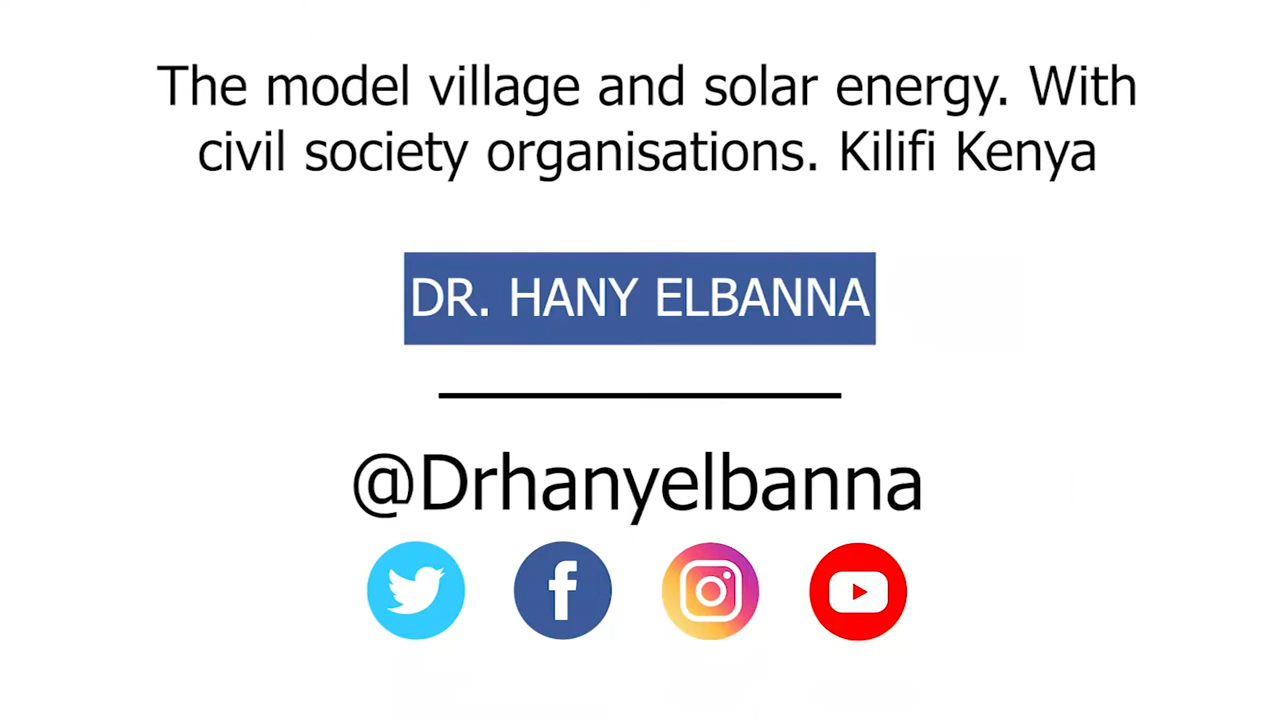 The model village and solar energy. With
civil society organisations. Kilifi Kenya
DR. HANY ELBANNA
@Drhanyelbanna